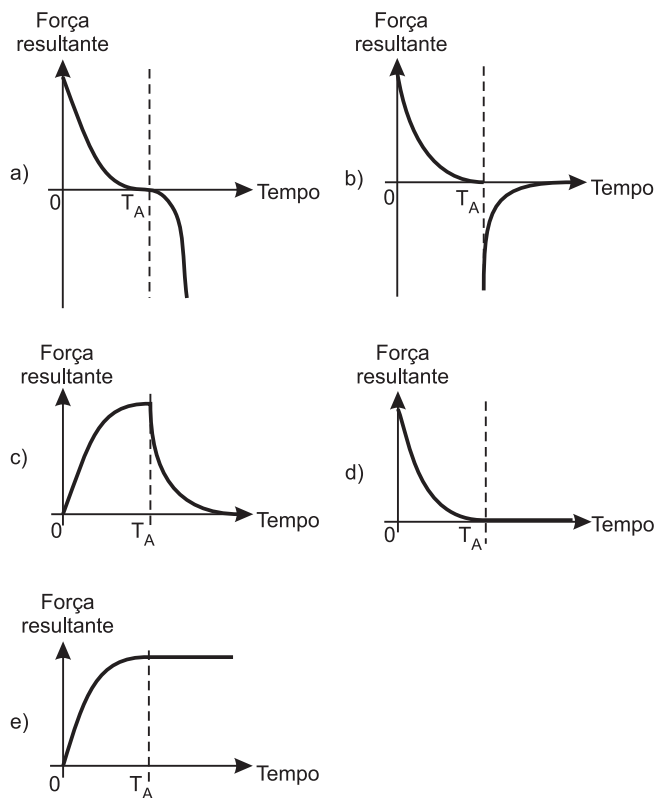 Força
resultante
a)
0
T_A
Tempo
Força
resultante
b)
0
T_A
Tempo
Força
resultante
c)
0
T_A
Tempo
Força
resultante
d)
0
T_A
Tempo
Força
resultante
e)
0
T_A
Tempo